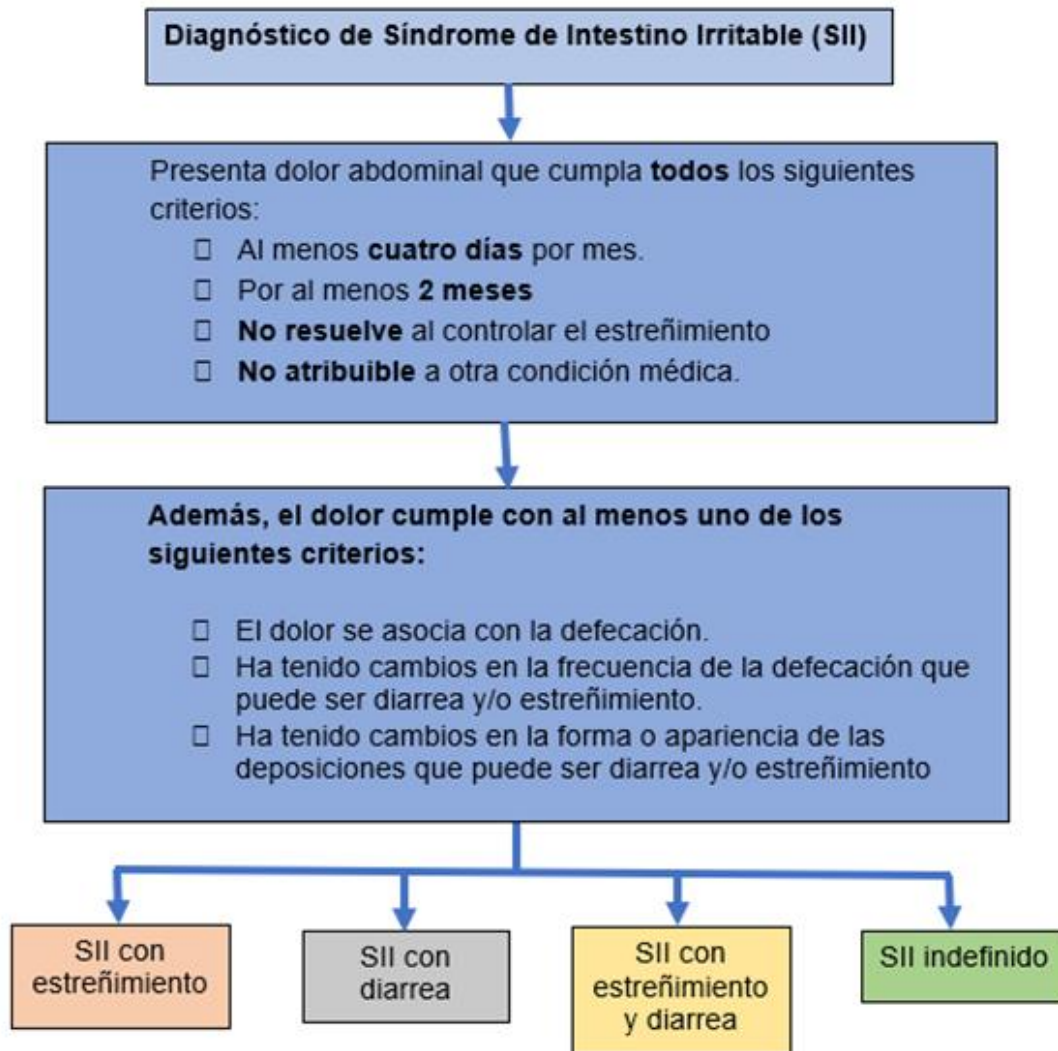 Diagnóstico de Síndrome de Intestino Irritable (SII)
Presenta dolor abdominal que cumpla todos los siguientes
criterios:
Al menos cuatro días por mes.
Por al menos 2 meses
No resuelve al controlar el estreñimiento
No atribuible a otra condición médica.
Además, el dolor cumple con al menos uno de los
siguientes criterios:
El dolor se asocia con la defecación.
Ha tenido cambios en la frecuencia de la defecación que
puede ser diarrea y/o estreñimiento.
Ha tenido cambios en la forma o apariencia de las
deposiciones que puede ser diarrea y/o estreñimiento
SII con
estreñimiento
SII con
diarrea
SII con
estreñimiento
y diarrea
SII indefinido